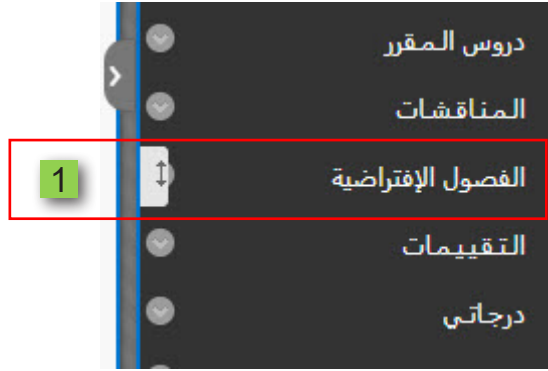 دروس المقرر
المناقشات
الفصول الإفتراضية
1
التقييمات
درجاتي